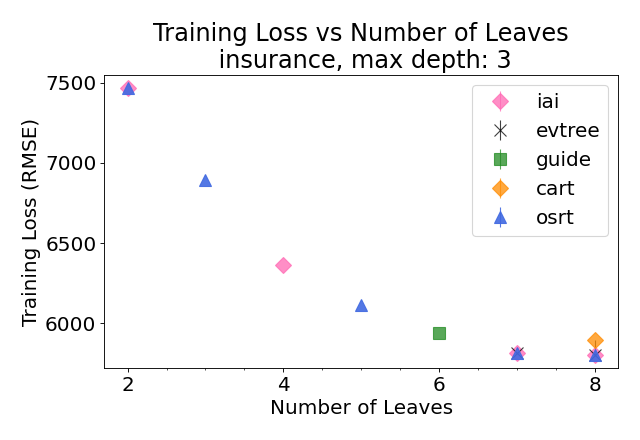 Training Loss vs Number of Leaves
insurance, max depth: 3
Training Loss (RMSE)
7500
7000
6500
6000
2
4
6
8
Number of Leaves
iai
evtree
guide
cart
osrt